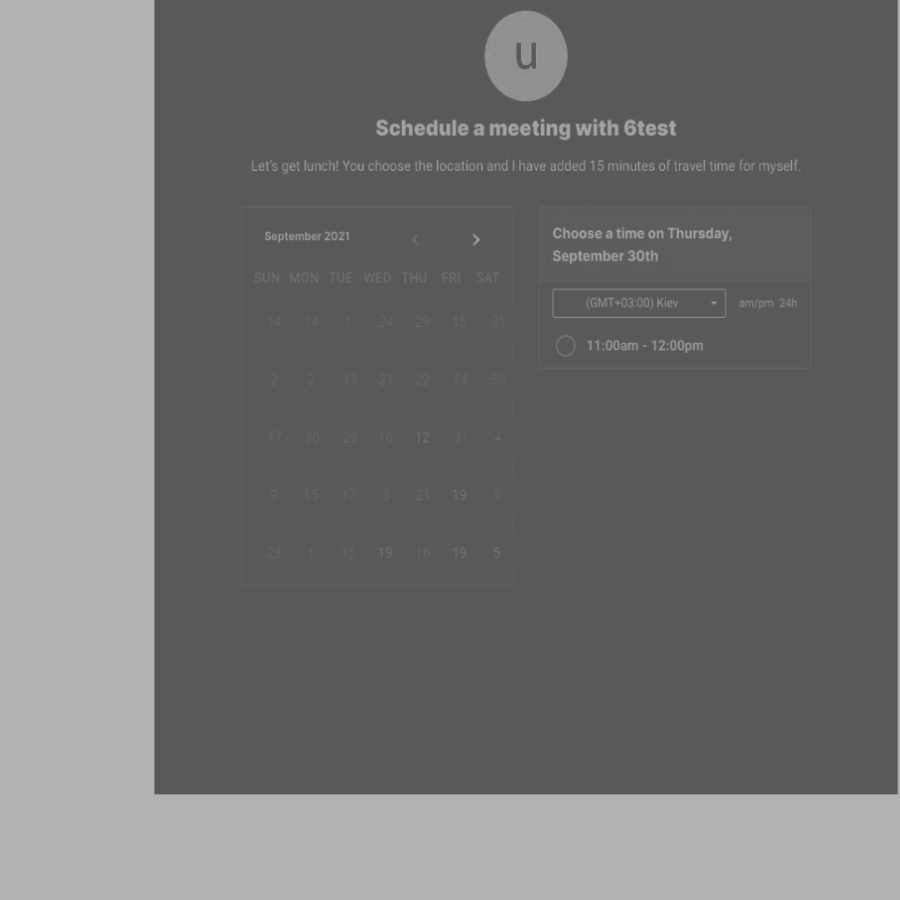 u
Schedule a meeting with 6test
Let's get lunch! You choose the location and I have added 15 minutes of travel time for myself.
September 2021
SUN MON TUE WED THU FRI SAT
14 14 1 24 29 15 31
2 2 13 21 22 24 30
17 30 20 16 12 31 4
9 15 17 3 21 19 9
23 1 15 19 16 19 5
Choose a time on Thursday,
September 30th
(GMT+03:00) Kiev am/pm 24h
11:00am - 12:00pm